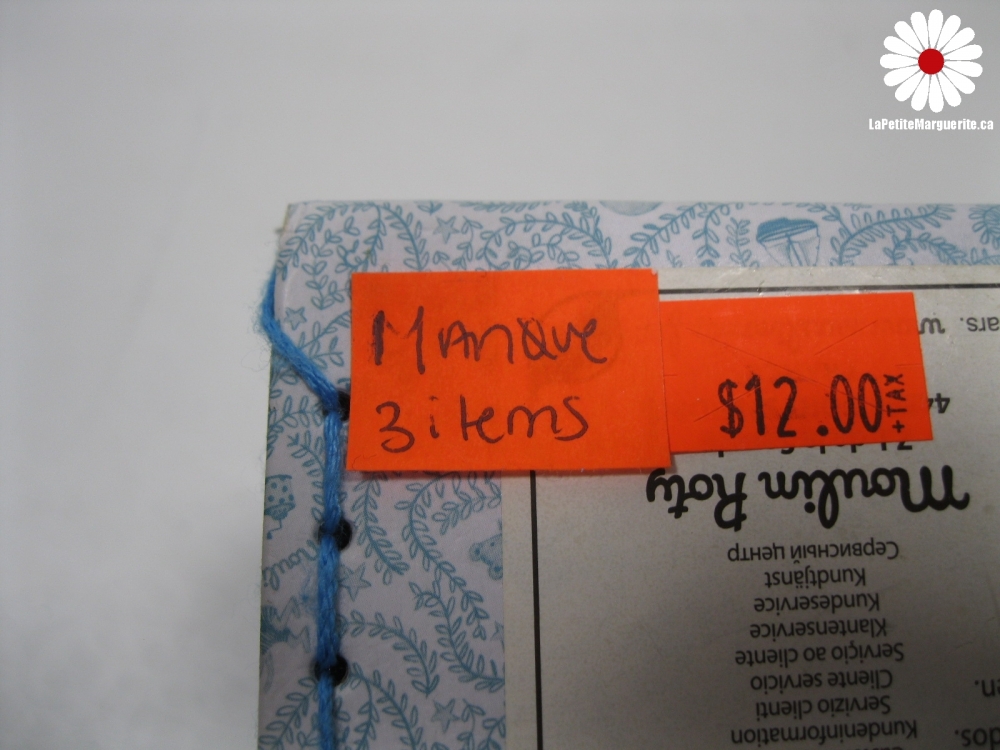 LaPetiteMarguerite.ca
Manque
3 items
$12.00 + TAX
Kundeninformation
Servizio clienti
Cliente servicio
Serviço ao cliente
Klantenservice
Kundeservice
Kundtjänst
Сервисный центр
Moulin Roty